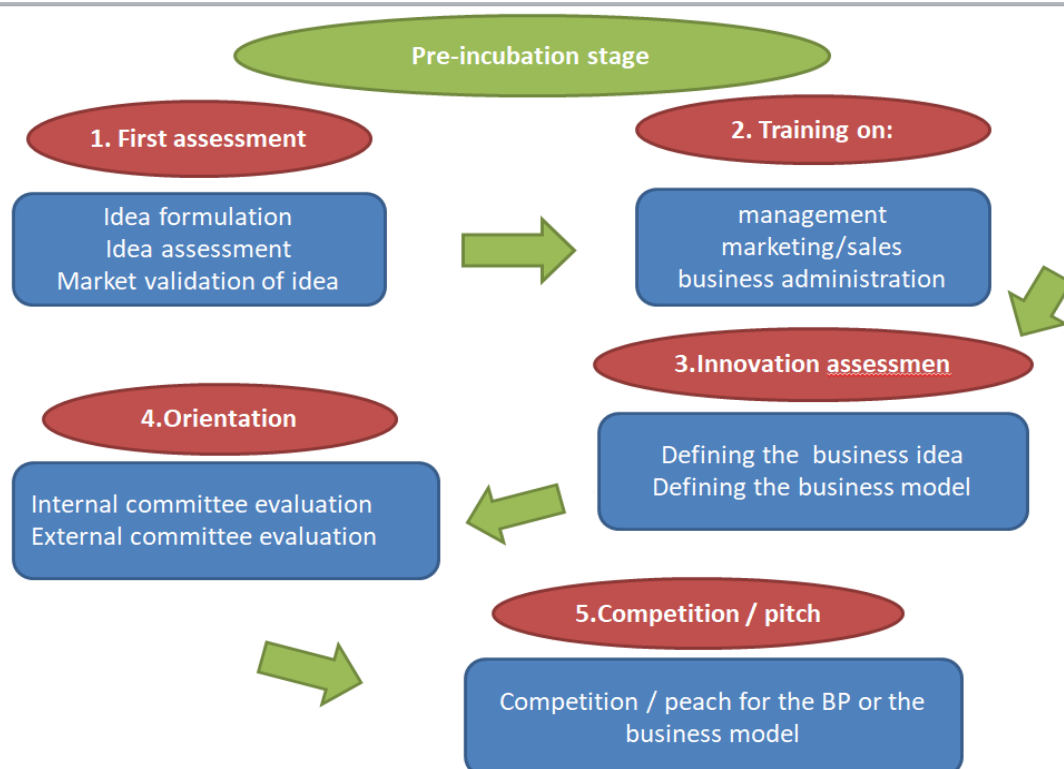 Pre-incubation stage
1. First assessment
Idea formulation
Idea assessment
Market validation of idea
2. Training on:
management
marketing/sales
business administration
3.Innovation assessmen
Defining the  business idea
Defining the business model
4.Orientation
Internal committee evaluation
External committee evaluation
5.Competition / pitch
Competition / peach for the BP or the
business model